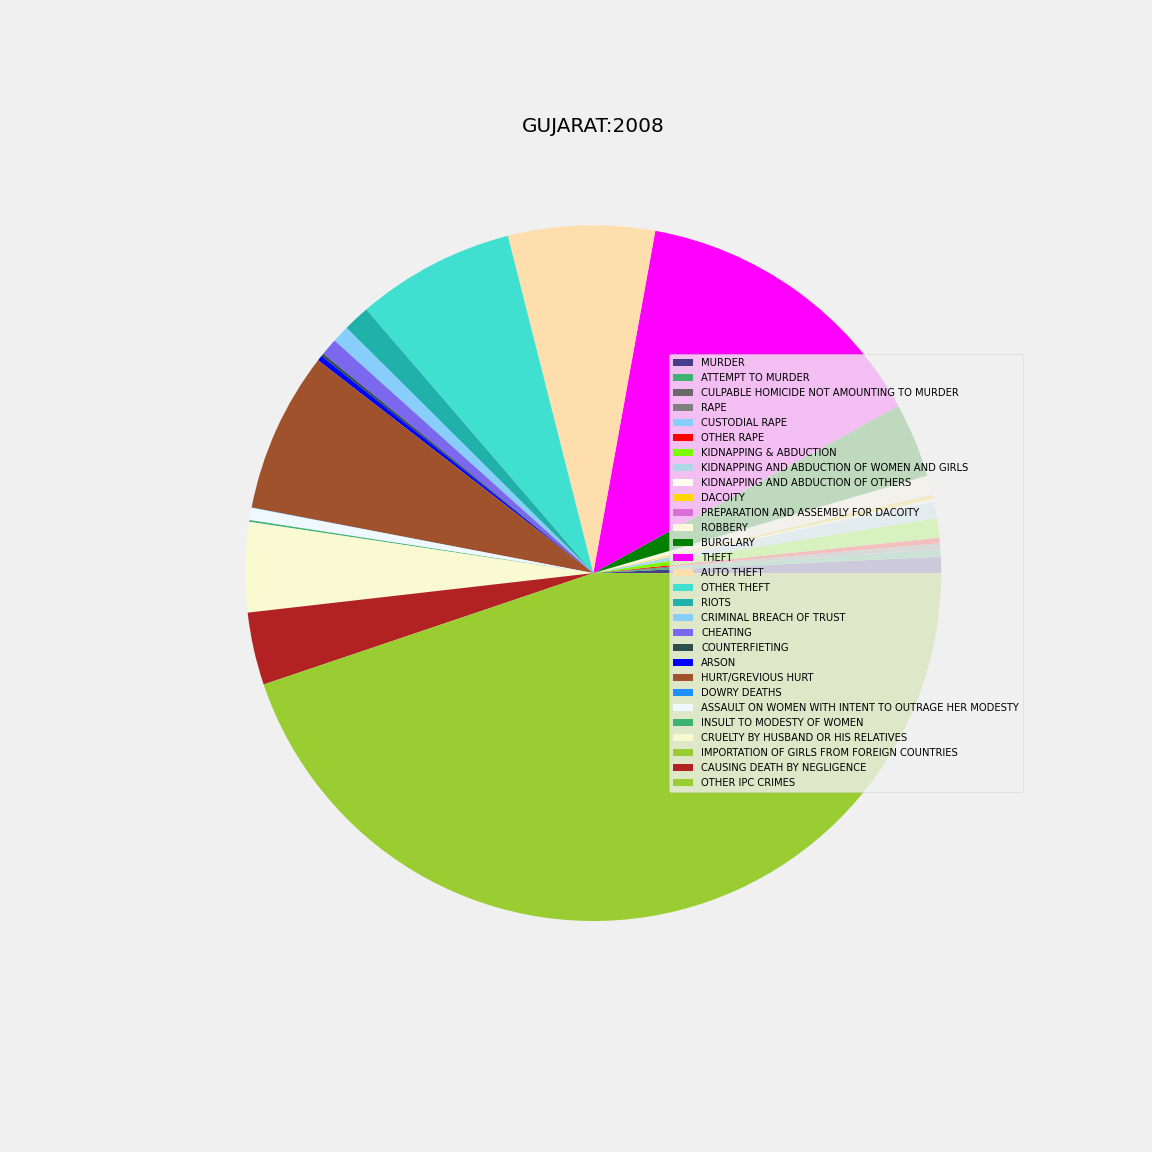 GUJARAT:2008
MURDER
ATTEMPT TO MURDER
CULPABLE HOMICIDE NOT AMOUNTING TO MURDER
RAPE
CUSTODIAL RAPE
OTHER RAPE
KIDNAPPING & ABDUCTION
KIDNAPPING AND ABDUCTION OF WOMEN AND GIRLS
KIDNAPPING AND ABDUCTION OF OTHERS
DACOITY
PREPARATION AND ASSEMBLY FOR DACOITY
ROBBERY
BURGLARY
THEFT
AUTO THEFT
OTHER THEFT
RIOTS
CRIMINAL BREACH OF TRUST
CHEATING
COUNTERFIETING
ARSON
HURT/GREVIOUS HURT
DOWRY DEATHS
ASSAULT ON WOMEN WITH INTENT TO OUTRAGE HER MODESTY
INSULT TO MODESTY OF WOMEN
CRUELTY BY HUSBAND OR HIS RELATIVES
IMPORTATION OF GIRLS FROM FOREIGN COUNTRIES
CAUSING DEATH BY NEGLIGENCE
OTHER IPC CRIMES